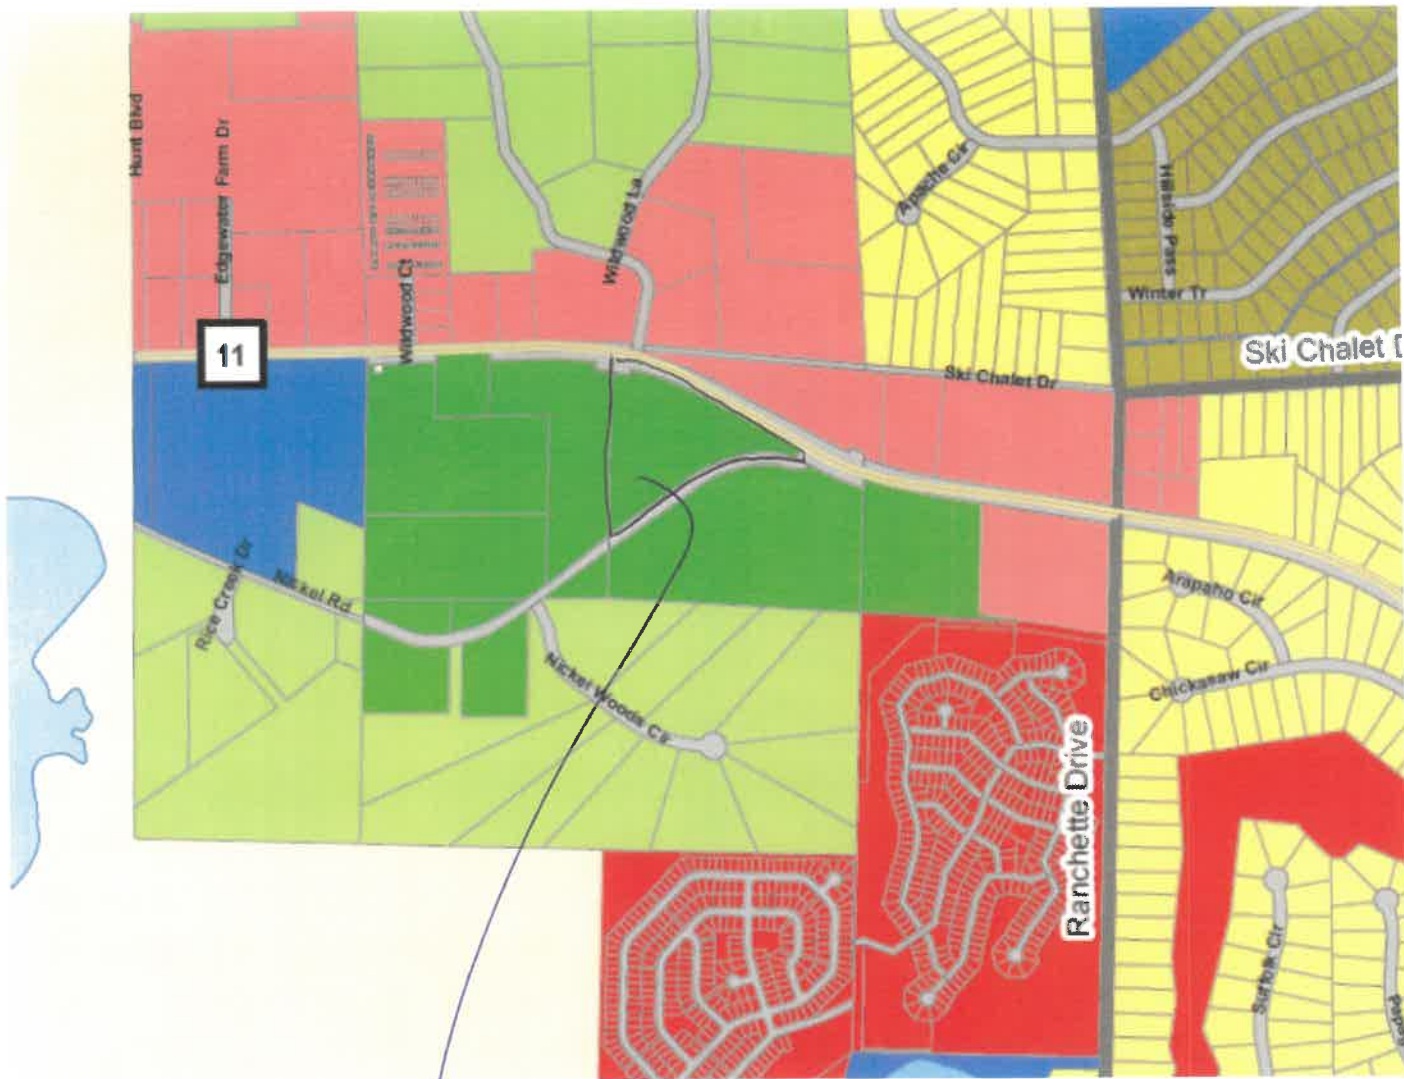 Hunt Blvd
Edgewater Farm Dr
11
Wildwood Ct
Wildwood La
Apache Cir
Hillside Pass
Winter Tr
Ski Chalet D
Ski Chalet Dr
Rice Creek Dr
Nickel Rd
Nickel Woods Cir
Arapaho Cir
Chickasaw Cir
Ranchette Drive
Suffolk Cir